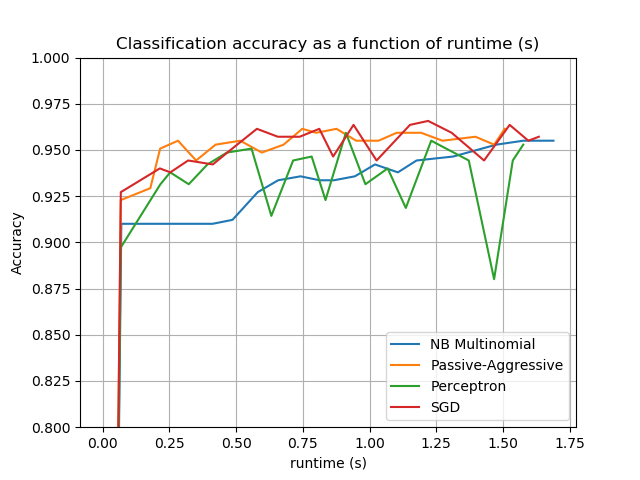 Classification accuracy as a function of runtime (s)
1.000
0.975
0.950
0.925
0.900
0.875
0.850
0.825
0.800
Accuracy
NB Multinomial
Passive-Aggressive
Perceptron
SGD
0.00 0.25 0.50 0.75 1.00 1.25 1.50 1.75
runtime (s)